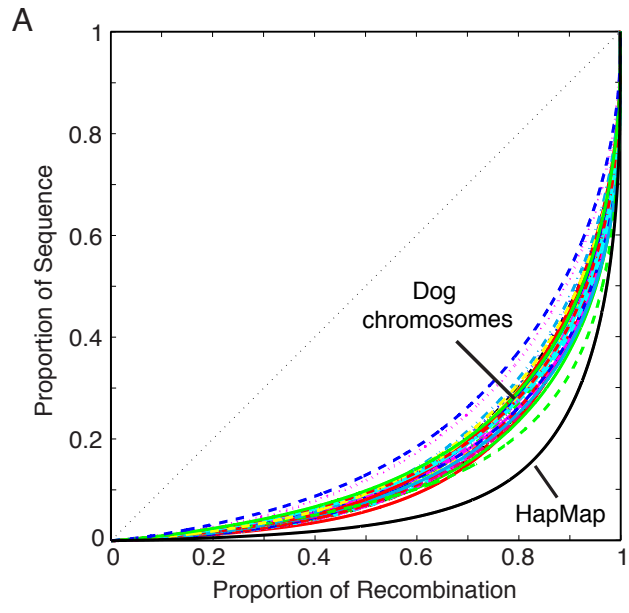 A
1
0.8
0.6
0.4
0.2
0
Proportion of Sequence
Dog
chromosomes
HapMap
0 0.2 0.4 0.6 0.8 1
Proportion of Recombination